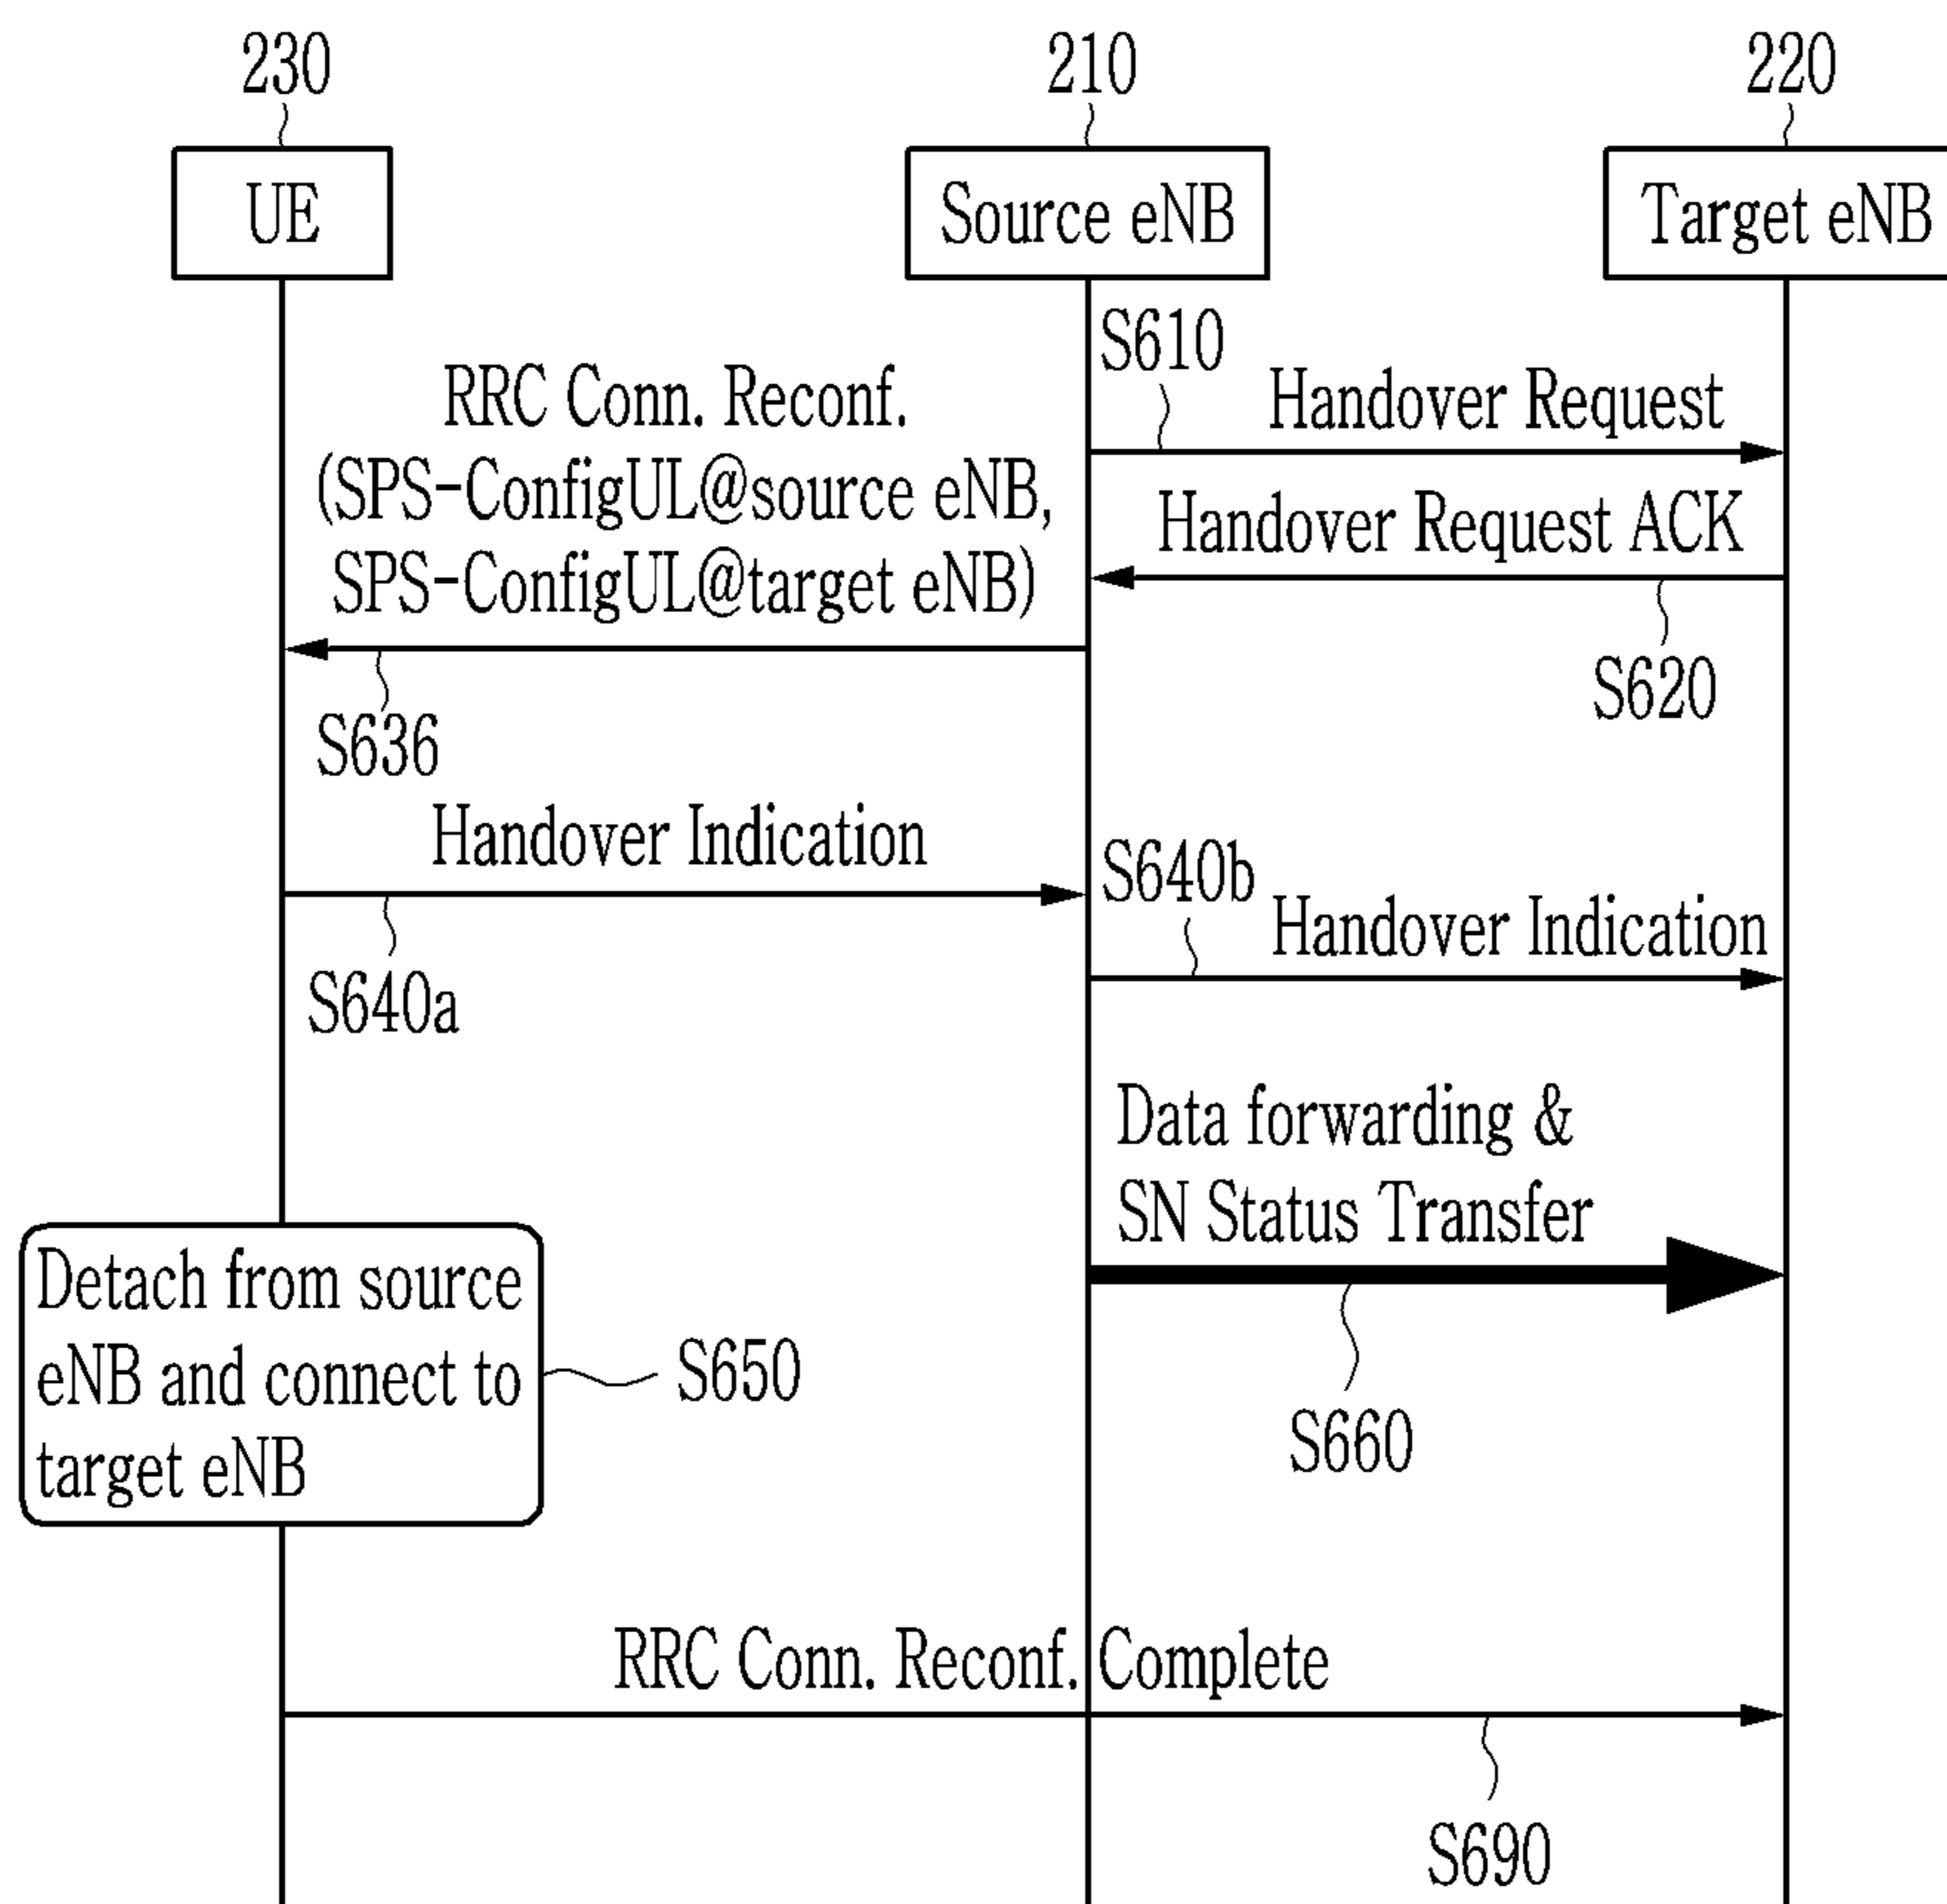 230
210
220
UE
Source eNB
Target eNB
S610
RRC Conn. Reconf.
(SPS-ConfigUL@source eNB,
SPS-ConfigUL@target eNB)
Handover Request
Handover Request ACK
S620
S636
Handover Indication
S640a
S640b
Handover Indication
Data forwarding &
SN Status Transfer
S660
Detach from source
eNB and connect to
target eNB
S650
RRC Conn. Reconf. Complete
S690